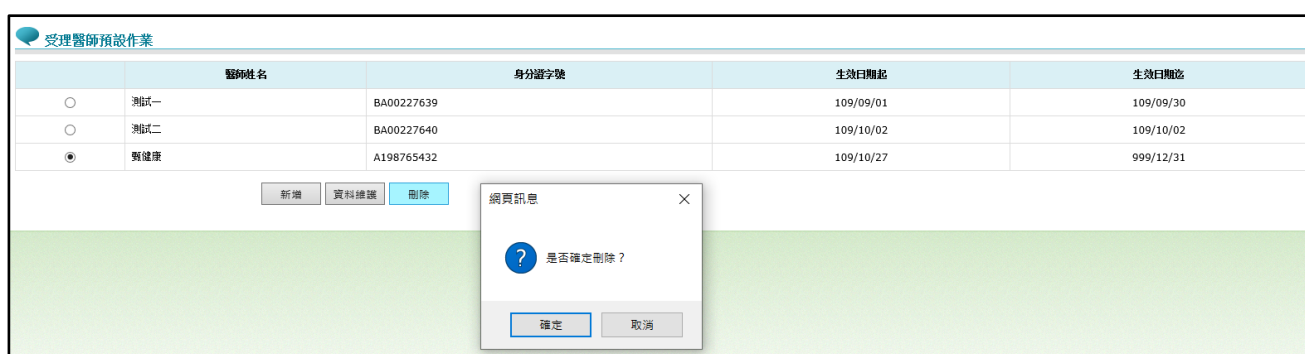 受理醫師預設作業
醫師姓名 身分證字號 生效日期起 生效日期迄
測試一 BA00227639 109/09/01 109/09/30
測試二 BA00227640 109/10/02 109/10/02
甄健康 A198765432 109/10/27 999/12/31
新增 資料維護 刪除
網頁訊息
是否確定刪除？
確定 取消